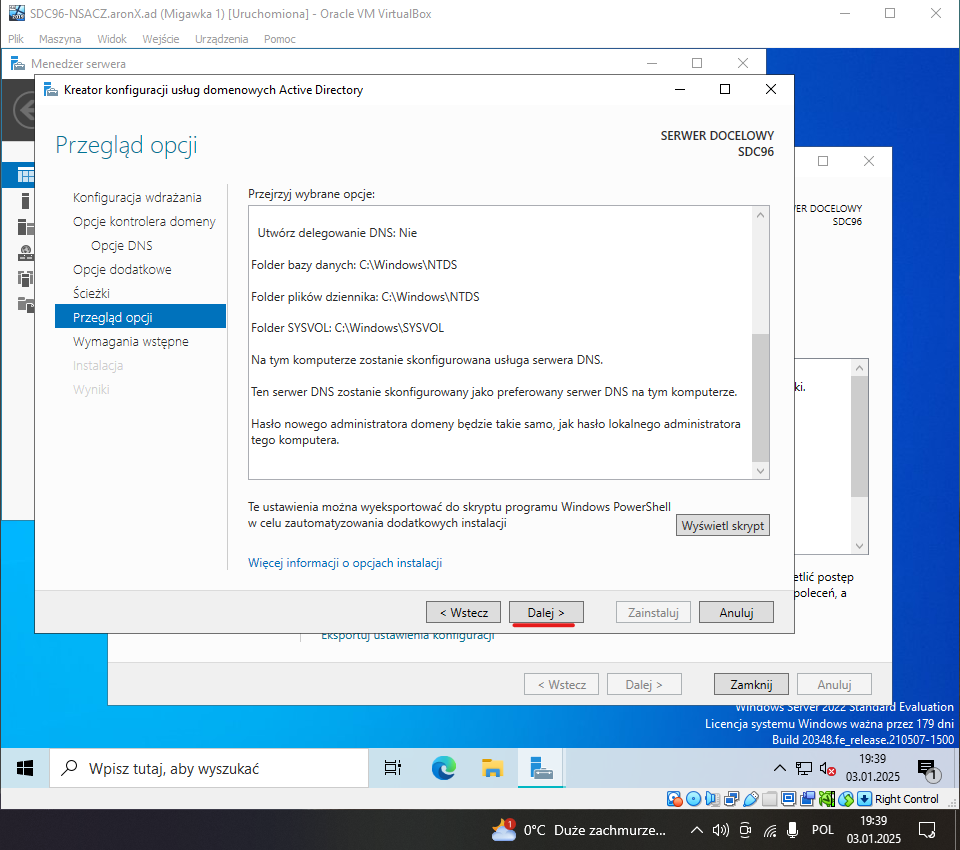 SDC96-NSACZ.aronX.ad (Migawka 1) [Uruchomiona] - Oracle VM VirtualBox
Plik Maszyna Widok Wejście Urządzenia Pomoc
Menedżer serwera
Kreator konfiguracji usług domenowych Active Directory
Przegląd opcji
SERWER DOCELOWY
SDC96
Konfiguracja wdrażania
Opcje kontrolera domeny
Opcje DNS
Opcje dodatkowe
Ścieżki
Przegląd opcji
Wymagania wstępne
Instalacja
Wyniki
Przejrzyj wybrane opcje:
Utwórz delegowanie DNS: Nie
Folder bazy danych: C:\Windows\NTDS
Folder plików dziennika: C:\Windows\NTDS
Folder SYSVOL: C:\Windows\SYSVOL
Na tym komputerze zostanie skonfigurowana usługa serwera DNS.
Ten serwer DNS zostanie skonfigurowany jako preferowany serwer DNS na tym komputerze.
Hasło nowego administratora domeny będzie takie samo, jak hasło lokalnego administratora
tego komputera.
Te ustawienia można wyeksportować do skryptu programu Windows PowerShell
w celu zautomatyzowania dodatkowych instalacji
Wyświetl skrypt
Więcej informacji o opcjach instalacji
< Wstecz Dalej > Zainstaluj Anuluj
ER DOCELOWY
SDC96
ki.
etlić postęp
poleceń, a
Eksportuj ustawienia konfiguracji
< Wstecz Dalej > Zamknij Anuluj
Windows Server 2022 Standard Evaluation
Licencja systemu Windows ważna przez 179 dni
Build 20348.fe_release.210507-1500
Wpisz tutaj, aby wyszukać
19:39
03.01.2025
1
Right Control
1
0°C Duże zachmurze...
POL
19:39
03.01.2025